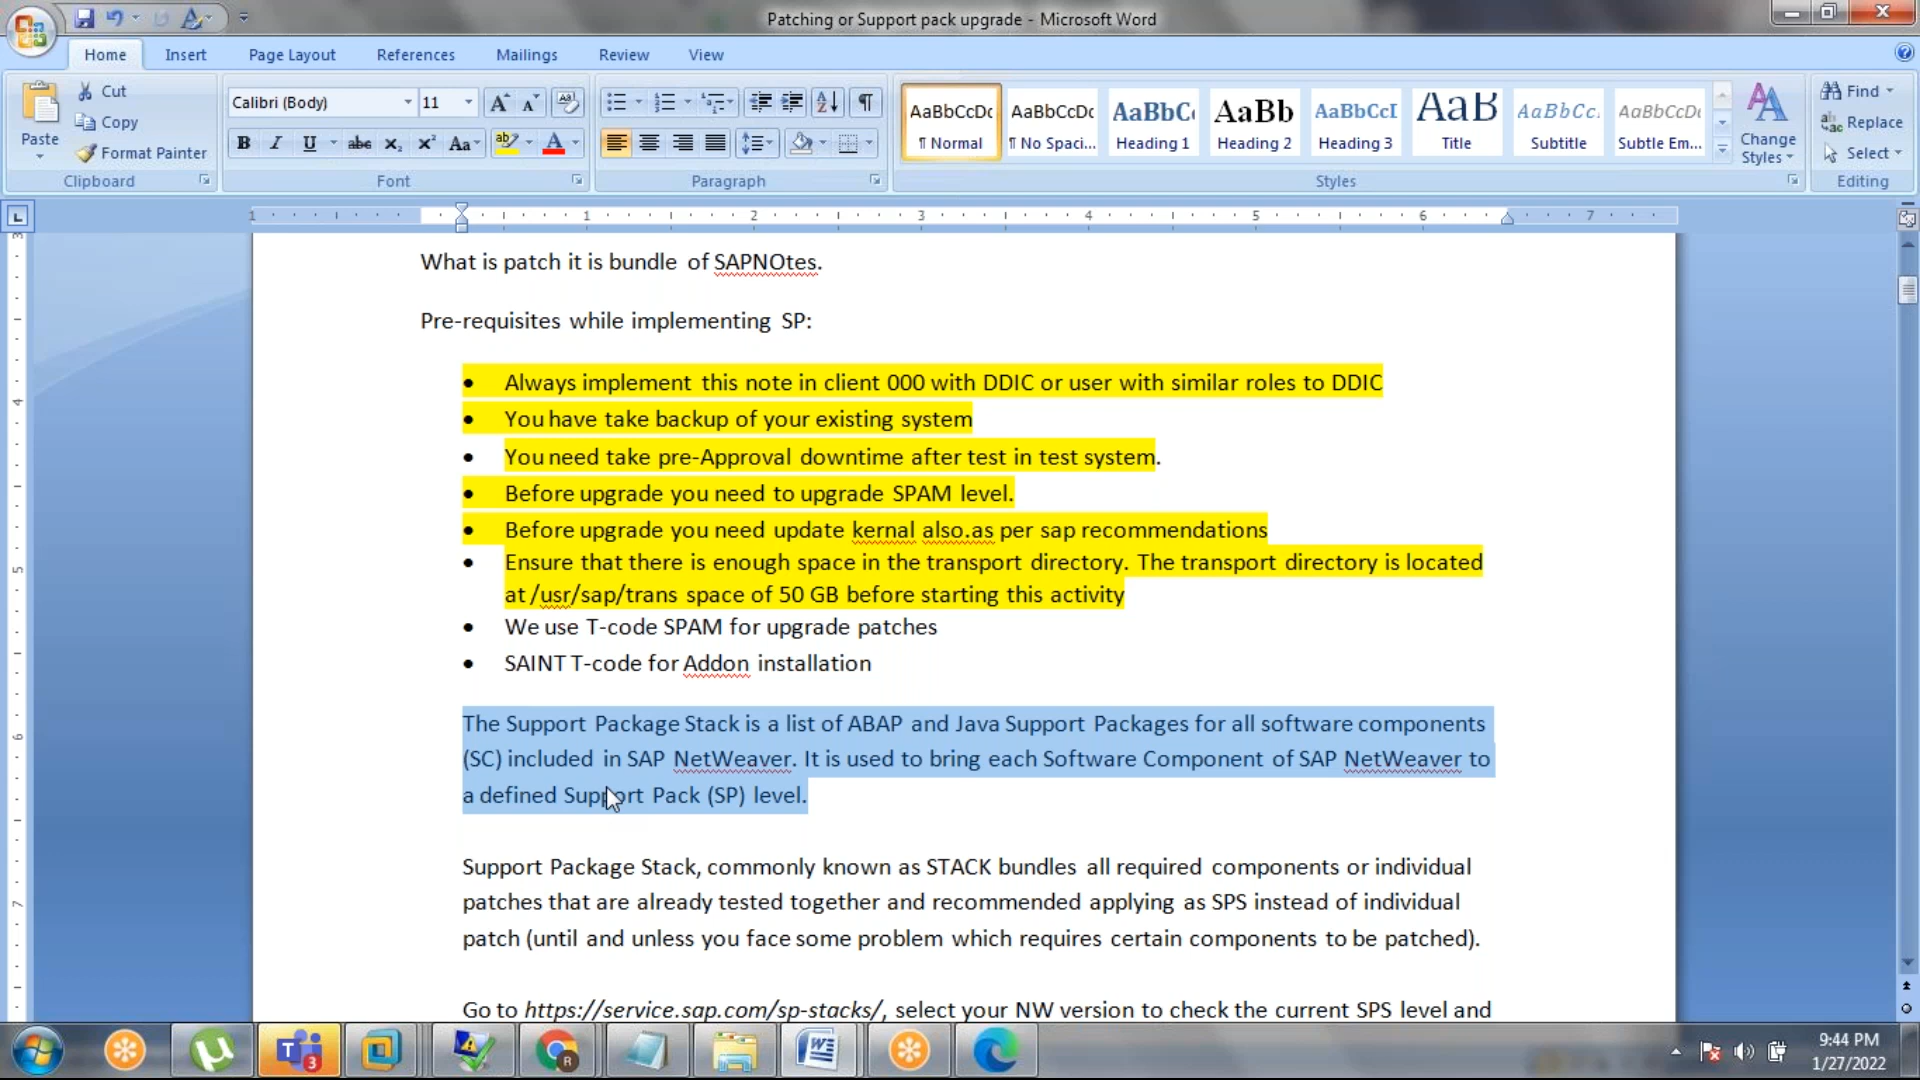 Patching or Support pack upgrade - Microsoft Word
Home Insert Page Layout References Mailings Review View
Paste
Cut
Copy
Format Painter
Clipboard
Calibri (Body) 11
B I U abc x₂ x² Aa
Font
Paragraph
AaBbCcDc AaBbCcDc AaBbC AaBb AaBbCcI AaB AaBbCc. AaBbCcDc
¶ Normal ¶ No Spaci... Heading 1 Heading 2 Heading 3 Title Subtitle Subtle Em...
Change Styles
Styles
Find
Replace
Select
Editing
1 1 2 3 4 5 6 7
What is patch it is bundle of SAPNOtes.
Pre-requisites while implementing SP:
• Always implement this note in client 000 with DDIC or user with similar roles to DDIC
• You have take backup of your existing system
• You need take pre-Approval downtime after test in test system.
• Before upgrade you need to upgrade SPAM level.
• Before upgrade you need update kernal also.as per sap recommendations
• Ensure that there is enough space in the transport directory. The transport directory is located
at /usr/sap/trans space of 50 GB before starting this activity
• We use T-code SPAM for upgrade patches
• SAINT T-code for Addon installation
The Support Package Stack is a list of ABAP and Java Support Packages for all software components
(SC) included in SAP NetWeaver. It is used to bring each Software Component of SAP NetWeaver to
a defined Support Pack (SP) level.
Support Package Stack, commonly known as STACK bundles all required components or individual
patches that are already tested together and recommended applying as SPS instead of individual
patch (until and unless you face some problem which requires certain components to be patched).
Go to https://service.sap.com/sp-stacks/, select your NW version to check the current SPS level and
9:44 PM
1/27/2022